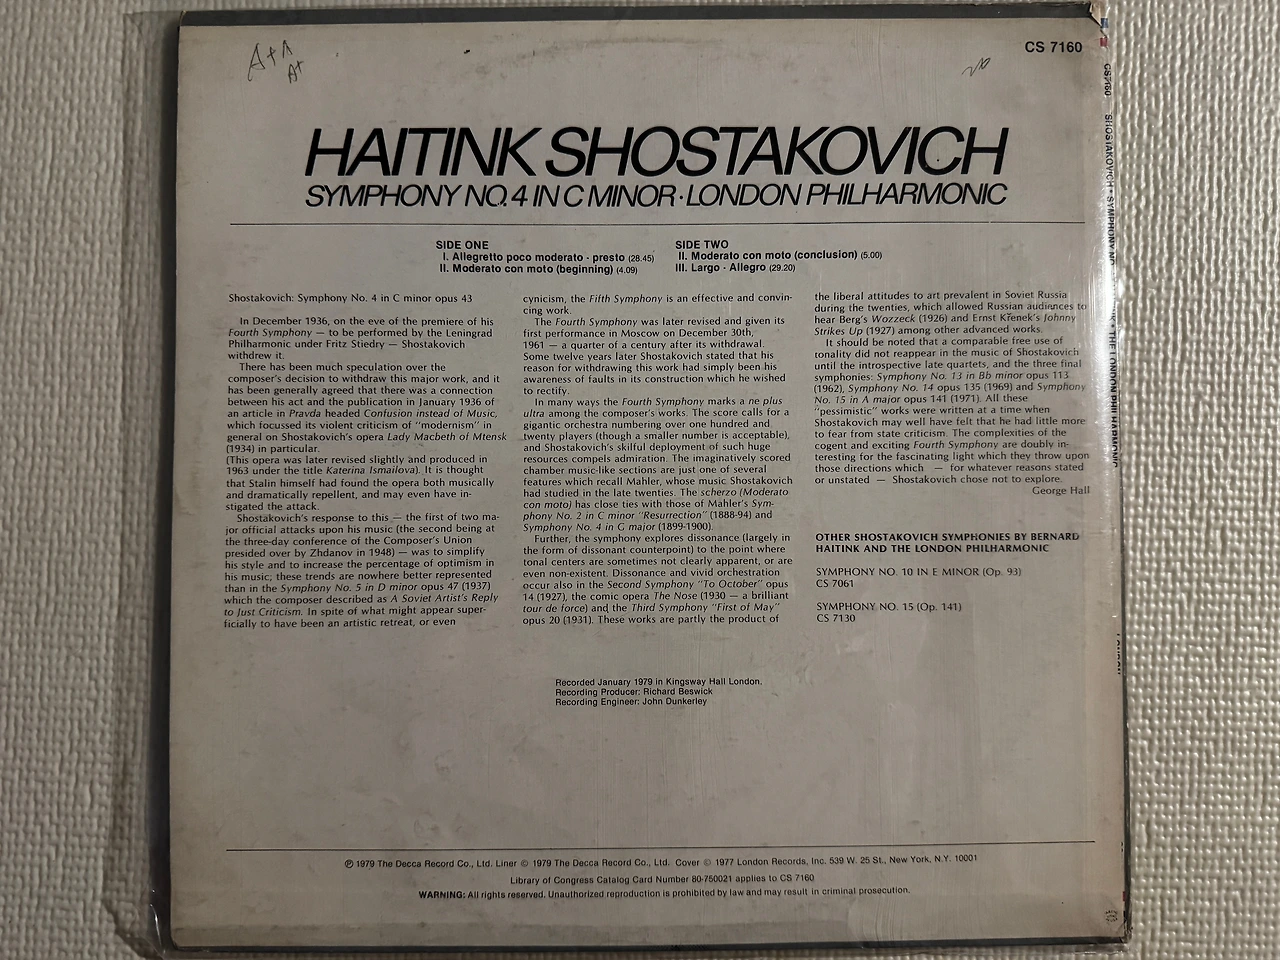 A+A
A+
CS 7160
HAITINK SHOSTAKOVICH
SYMPHONY NO. 4 IN C MINOR · LONDON PHILHARMONIC
SIDE ONE
I. Allegretto poco moderato - presto (28.45)
II. Moderato con moto (beginning) (4.09)
SIDE TWO
II. Moderato con moto (conclusion) (5.00)
III. Largo - Allegro (29.20)
Shostakovich: Symphony No. 4 in C minor opus 43
In December 1936, on the eve of the premiere of his
Fourth Symphony — to be performed by the Leningrad
Philharmonic under Fritz Stiedry — Shostakovich
withdrew it.
There has been much speculation over the
composer's decision to withdraw this major work, and it
has been generally agreed that there was a connection
between his act and the publication in January 1936 of
an article in Pravda headed Confusion instead of Music,
which focussed its violent criticism of "modernism" in
general on Shostakovich's opera Lady Macbeth of Mtensk
(1934) in particular.
(This opera was later revised slightly and produced in
1963 under the title Katerina Ismailova). It is thought
that Stalin himself had found the opera both musically
and dramatically repellent, and may even have in-
stigated the attack.
Shostakovich's response to this — the first of two ma-
jor official attacks upon his music (the second being at
the three-day conference of the Composer's Union
presided over by Zhdanov in 1948) — was to simplify
his style and to increase the percentage of optimism in
his music; these trends are nowhere better represented
than in the Symphony No. 5 in D minor opus 47 (1937)
which the composer described as A Soviet Artist's Reply
to Just Criticism. In spite of what might appear super-
ficially to have been an artistic retreat, or even
cynicism, the Fifth Symphony is an effective and convin-
cing work.
The Fourth Symphony was later revised and given its
first performance in Moscow on December 30th,
1961 — a quarter of a century after its withdrawal.
Some twelve years later Shostakovich stated that his
reason for withdrawing this work had simply been his
awareness of faults in its construction which he wished
to rectify.
In many ways the Fourth Symphony marks a ne plus
ultra among the composer's works. The score calls for a
gigantic orchestra numbering over one hundred and
twenty players (though a smaller number is acceptable),
and Shostakovich's skilful deployment of such huge
resources compels admiration. The imaginatively scored
chamber music-like sections are just one of several
features which recall Mahler, whose music Shostakovich
had studied in the late twenties. The scherzo (Moderato
con moto) has close ties with those of Mahler's Sym-
phony No. 2 in C minor "Resurrection" (1888-94) and
Symphony No. 4 in G major (1899-1900).
Further, the symphony explores dissonance (largely in
the form of dissonant counterpoint) to the point where
tonal centers are sometimes not clearly apparent, or are
even non-existent. Dissonance and vivid orchestration
occur also in the Second Symphony "To October" opus
14 (1927), the comic opera The Nose (1930 — a brilliant
tour de force) and the Third Symphony "First of May"
opus 20 (1931). These works are partly the product of
the liberal attitudes to art prevalent in Soviet Russia
during the twenties, which allowed Russian audiences to
hear Berg's Wozzeck (1926) and Ernst Křenek's Johnny
Strikes Up (1927) among other advanced works.
It should be noted that a comparable free use of
tonality did not reappear in the music of Shostakovich
until the introspective late quartets, and the three final
symphonies: Symphony No. 13 in Bb minor opus 113
(1962), Symphony No. 14 opus 135 (1969) and Symphony
No. 15 in A major opus 141 (1971). All these
"pessimistic" works were written at a time when
Shostakovich may well have felt that he had little more
to fear from state criticism. The complexities of the
cogent and exciting Fourth Symphony are doubly in-
teresting for the fascinating light which they throw upon
those directions which — for whatever reasons stated
or unstated — Shostakovich chose not to explore.
George Hall
OTHER SHOSTAKOVICH SYMPHONIES BY BERNARD
HAITINK AND THE LONDON PHILHARMONIC
SYMPHONY NO. 10 IN E MINOR (Op. 93)
CS 7061
SYMPHONY NO. 15 (Op. 141)
CS 7130
Recorded January 1979 in Kingsway Hall London.
Recording Producer: Richard Beswick
Recording Engineer: John Dunkerley
℗ 1979 The Decca Record Co., Ltd. Liner © 1979 The Decca Record Co., Ltd. Cover © 1977 London Records, Inc. 539 W. 25 St., New York, N.Y. 10001
Library of Congress Catalog Card Number 80-750021 applies to CS 7160
WARNING: All rights reserved. Unauthorized reproduction is prohibited by law and may result in criminal prosecution.
CS7160 SHOSTAKOVICH • SYMPHONY NO. THE LONDON PHILHARMONIC